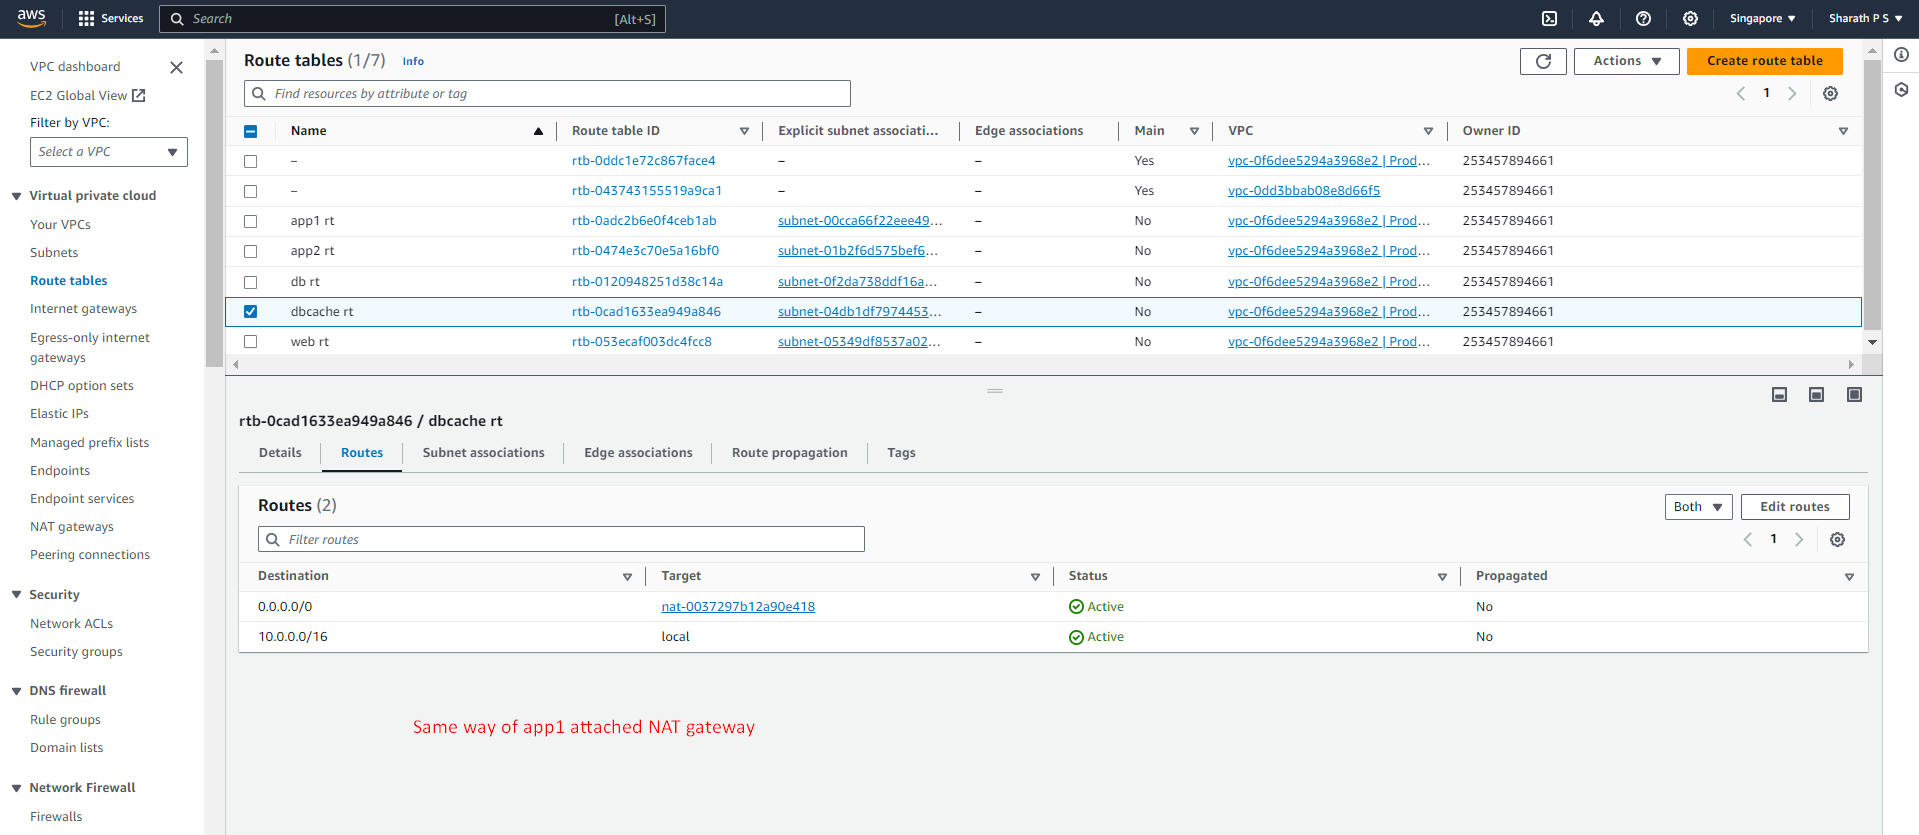 aws Services Search [Alt+S] Singapore Sharath P S
VPC dashboard
EC2 Global View
Filter by VPC:
Select a VPC
Virtual private cloud
Your VPCs
Subnets
Route tables
Internet gateways
Egress-only internet
gateways
DHCP option sets
Elastic IPs
Managed prefix lists
Endpoints
Endpoint services
NAT gateways
Peering connections
Security
Network ACLs
Security groups
DNS firewall
Rule groups
Domain lists
Network Firewall
Firewalls
Route tables (1/7) Info Actions Create route table
Find resources by attribute or tag 1
Name Route table ID Explicit subnet associati... Edge associations Main VPC Owner ID
– rtb-0ddc1e72c867face4 – – Yes vpc-0f6dee5294a3968e2 | Prod... 253457894661
– rtb-043743155519a9ca1 – – Yes vpc-0dd3bbab08e8d66f5 253457894661
app1 rt rtb-0adc2b6e0f4ceb1ab subnet-00cca66f22eee49... – No vpc-0f6dee5294a3968e2 | Prod... 253457894661
app2 rt rtb-0474e3c70e5a16bf0 subnet-01b2f6d575bef6... – No vpc-0f6dee5294a3968e2 | Prod... 253457894661
db rt rtb-0120948251d38c14a subnet-0f2da738ddf16a... – No vpc-0f6dee5294a3968e2 | Prod... 253457894661
dbcache rt rtb-0cad1633ea949a846 subnet-04db1df7974453... – No vpc-0f6dee5294a3968e2 | Prod... 253457894661
web rt rtb-053ecaf003dc4fcc8 subnet-05349df8537a02... – No vpc-0f6dee5294a3968e2 | Prod... 253457894661
rtb-0cad1633ea949a846 / dbcache rt
Details Routes Subnet associations Edge associations Route propagation Tags
Routes (2) Both Edit routes
Filter routes 1
Destination Target Status Propagated
0.0.0.0/0 nat-0037297b12a90e418 Active No
10.0.0.0/16 local Active No
Same way of app1 attached NAT gateway